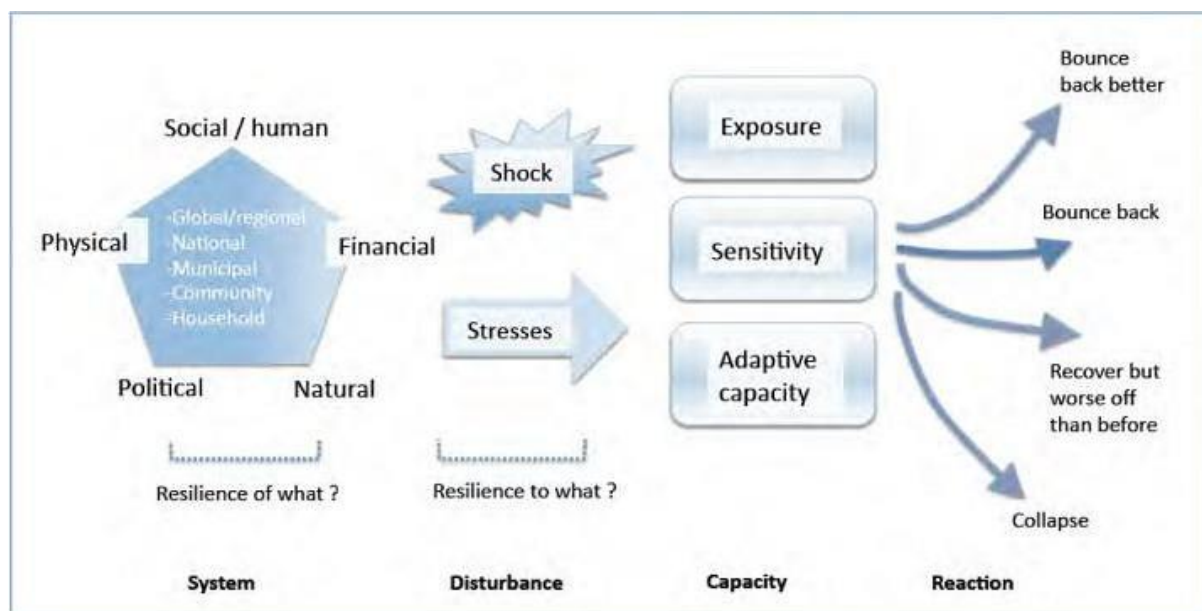 Social / human
Physical
Financial
-Global/regional
-National
-Municipal
-Community
-Household
Political
Natural
Resilience of what ?
System
Shock
Stresses
Resilience to what ?
Disturbance
Exposure
Sensitivity
Adaptive
capacity
Capacity
Bounce
back better
Bounce back
Recover but
worse off
than before
Collapse
Reaction